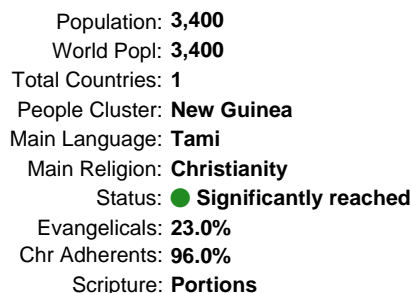 Population: 3,400
World Popl: 3,400
Total Countries: 1
People Cluster: New Guinea
Main Language: Tami
Main Religion: Christianity
Status: Significantly reached
Evangelicals: 23.0%
Chr Adherents: 96.0%
Scripture: Portions